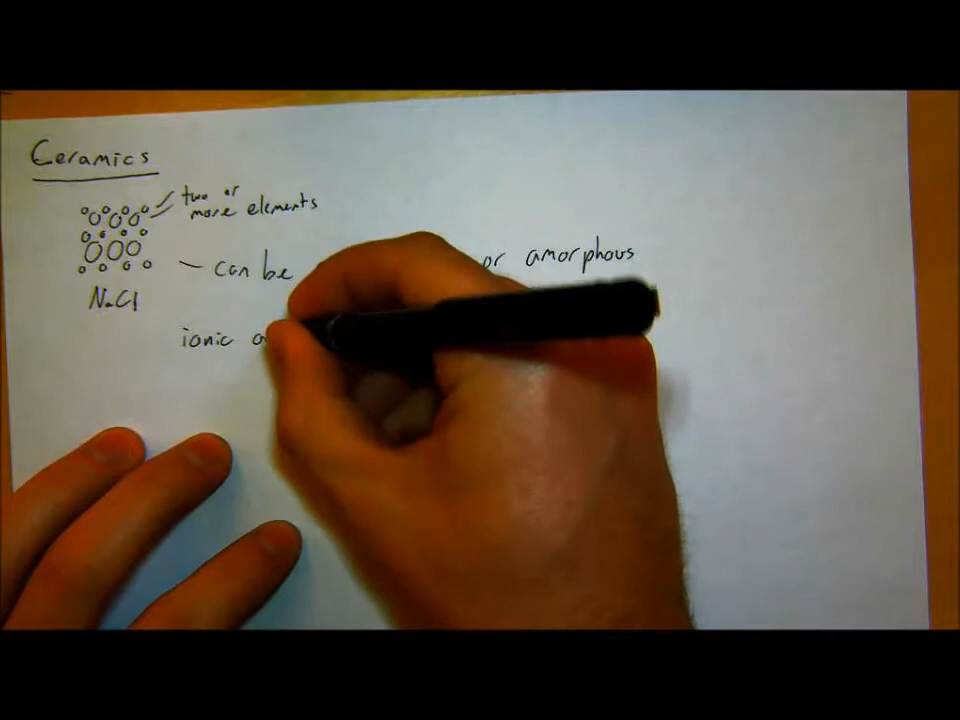 Ceramics
two or
more elements
– can be or amorphous
NaCl
ionic